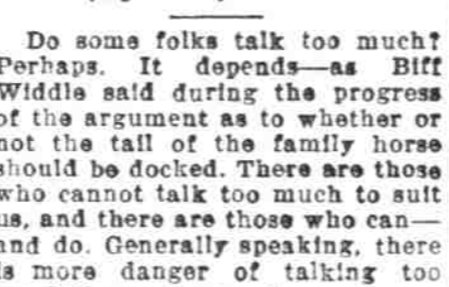 Do some folks talk too much?
Perhaps. It depends—as Biff
Widdle said during the progress
of the argument as to whether or
not the tail of the family horse
should be docked. There are those
who cannot talk too much to suit
us, and there are those who can—
and do. Generally speaking, there
is more danger of talking too